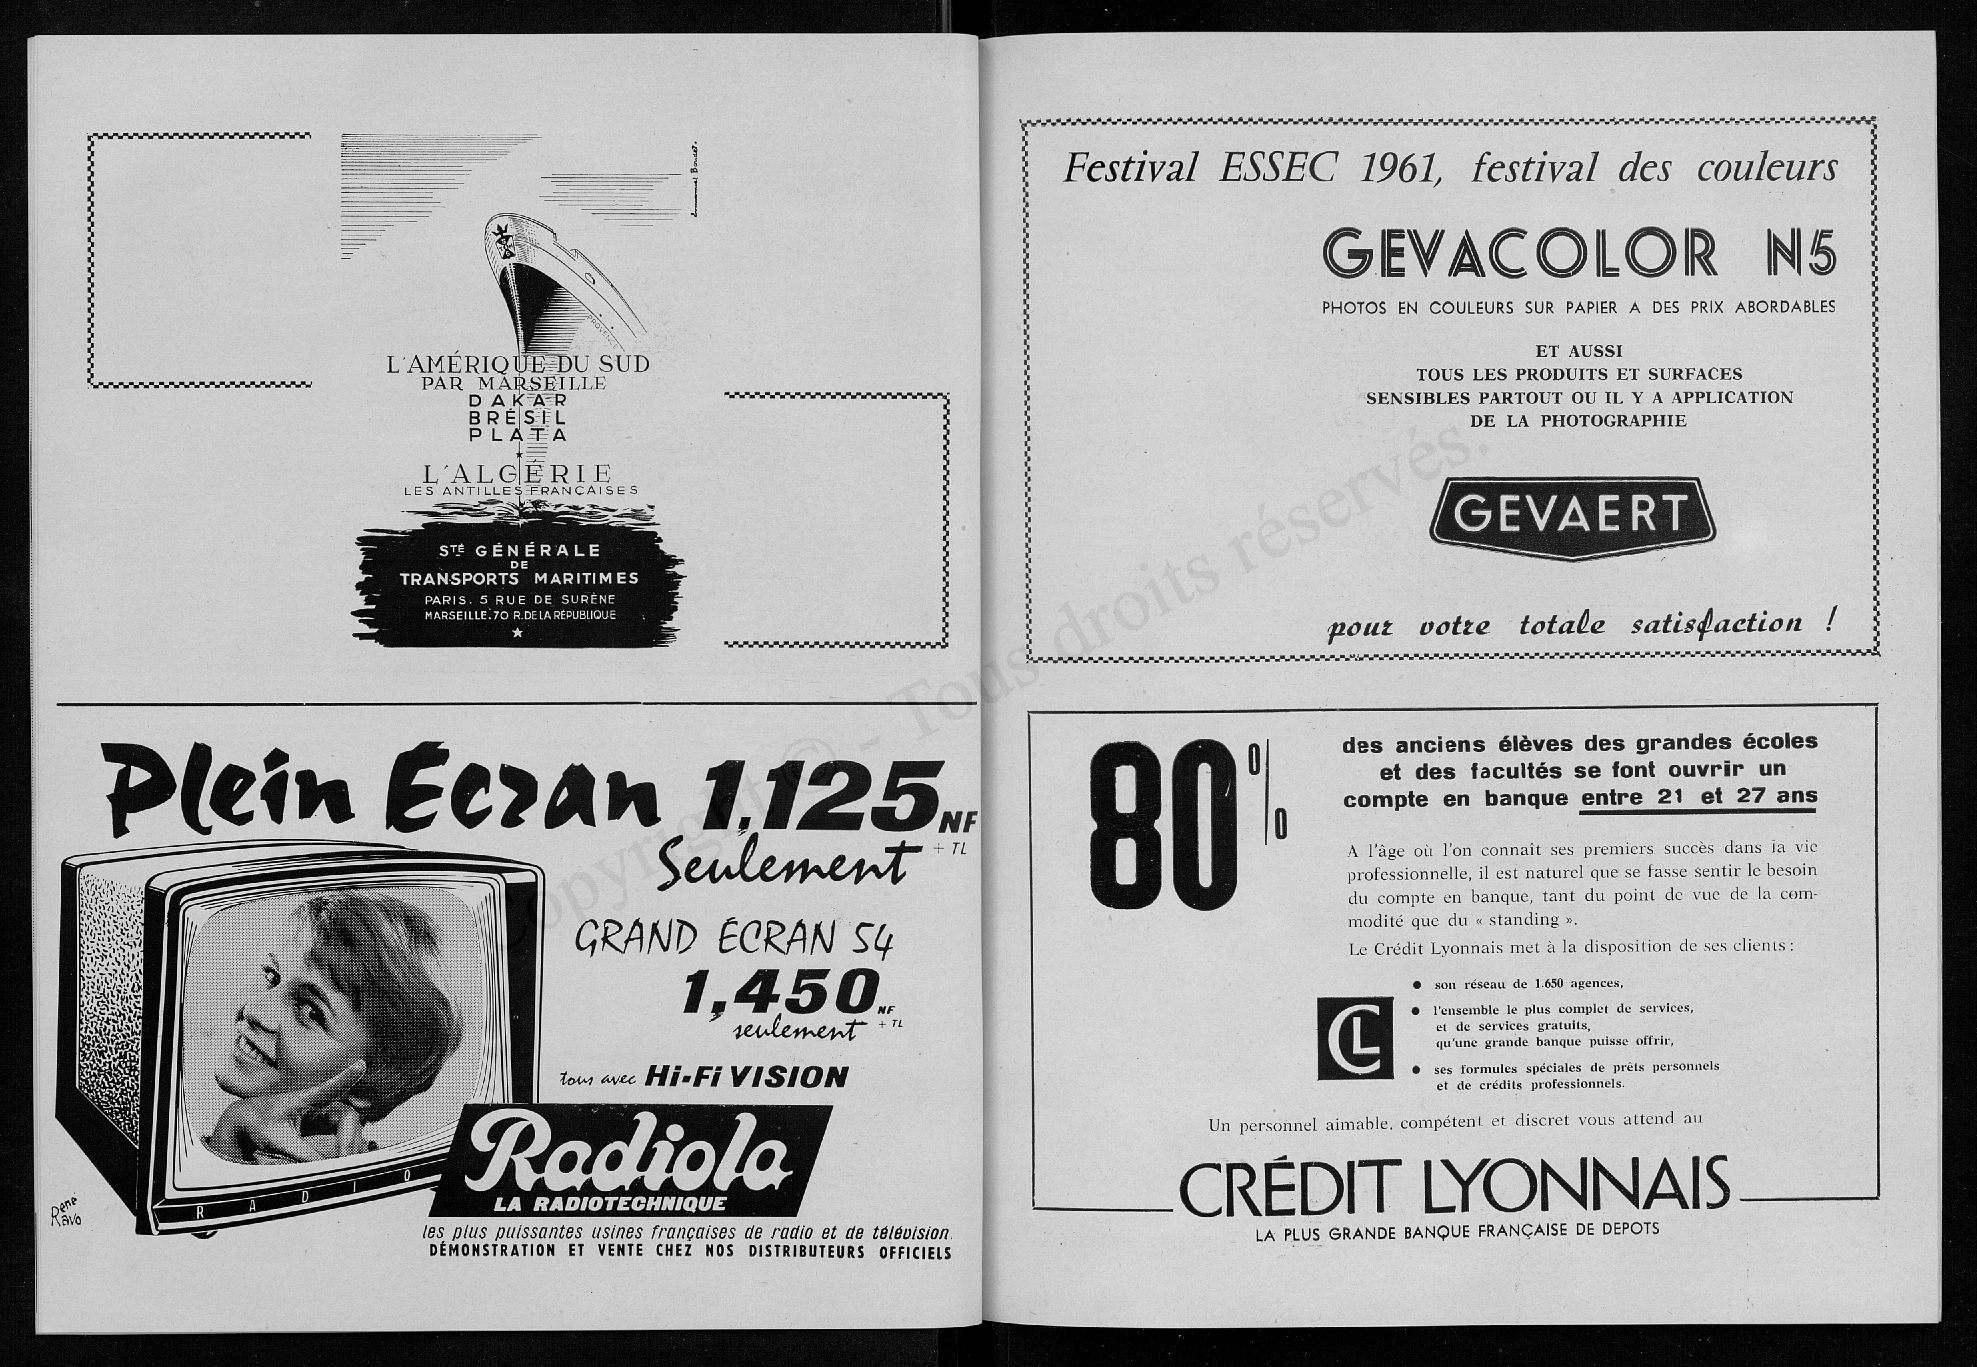 Emmanuel Boudet.
PROVENCE
L'AMÉRIQUE DU SUD
PAR MARSEILLE
DAKAR
BRÉSIL
PLATA
L'ALGÉRIE
LES ANTILLES FRANÇAISES
STÉ GÉNÉRALE
DE
TRANSPORTS MARITIMES
PARIS. 5 RUE DE SURÈNE
MARSEILLE.70 R.DE LA RÉPUBLIQUE
Plein Écran 1.125 NF
Seulement + TL
GRAND ÉCRAN 54
1,450 NF
seulement + TL
tous avec Hi-Fi VISION
Radiola
LA RADIOTECHNIQUE
RADIO
René
Ravo
les plus puissantes usines françaises de radio et de télévision.
DÉMONSTRATION ET VENTE CHEZ NOS DISTRIBUTEURS OFFICIELS
Festival ESSEC 1961, festival des couleurs
GEVACOLOR N5
PHOTOS EN COULEURS SUR PAPIER A DES PRIX ABORDABLES
ET AUSSI
TOUS LES PRODUITS ET SURFACES
SENSIBLES PARTOUT OU IL Y A APPLICATION
DE LA PHOTOGRAPHIE
GEVAERT
pour votre totale satisfaction !
80%
des anciens élèves des grandes écoles
et des facultés se font ouvrir un
compte en banque entre 21 et 27 ans
A l'âge où l'on connaît ses premiers succès dans la vie
professionnelle, il est naturel que se fasse sentir le besoin
du compte en banque, tant du point de vue de la com-
modité que du « standing ».
Le Crédit Lyonnais met à la disposition de ses clients :
● son réseau de 1.650 agences,
● l'ensemble le plus complet de services,
et de services gratuits,
qu'une grande banque puisse offrir,
● ses formules spéciales de prêts personnels
et de crédits professionnels.
CL
Un personnel aimable, compétent et discret vous attend au
CRÉDIT LYONNAIS
LA PLUS GRANDE BANQUE FRANÇAISE DE DEPOTS
Copyright © - Tous droits réservés.